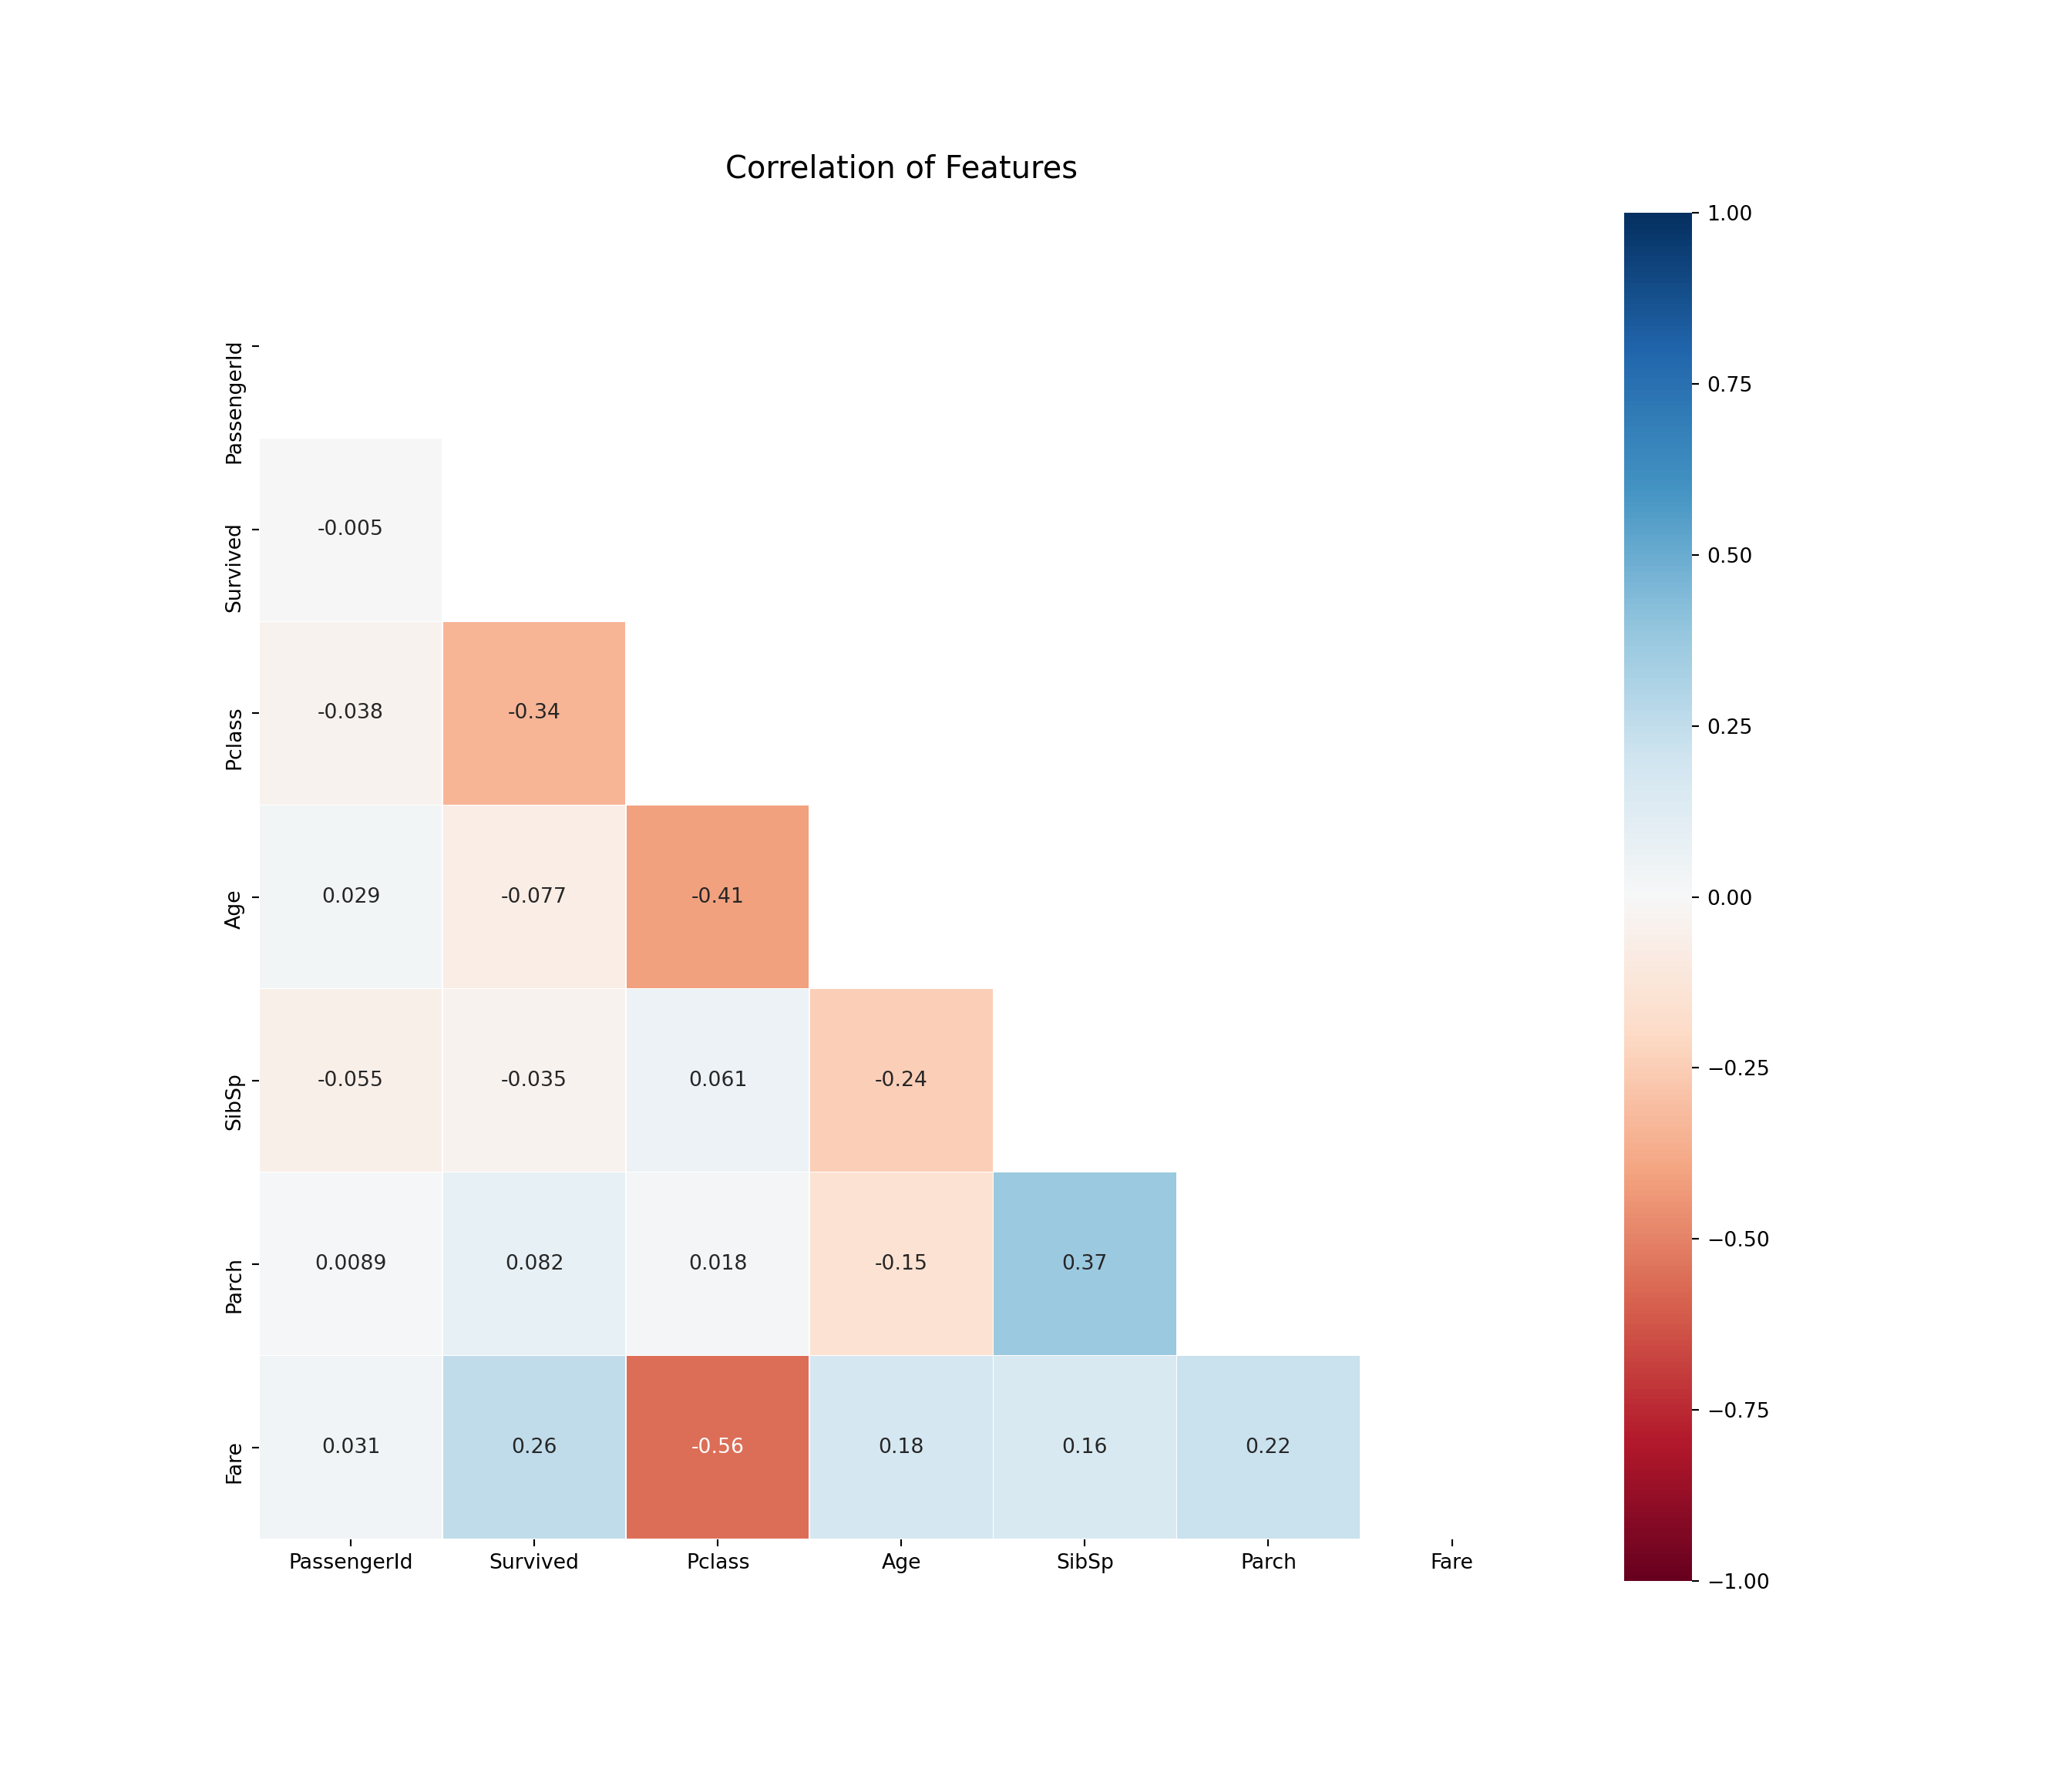 Correlation of Features
1.00
PassengerId
0.75
Survived -0.005
0.50
Pclass -0.038 -0.34
0.25
Age 0.029 -0.077 -0.41
0.00
SibSp -0.055 -0.035 0.061 -0.24
−0.25
Parch 0.0089 0.082 0.018 -0.15 0.37
−0.50
−0.75
Fare 0.031 0.26 -0.56 0.18 0.16 0.22
PassengerId Survived Pclass Age SibSp Parch Fare
−1.00